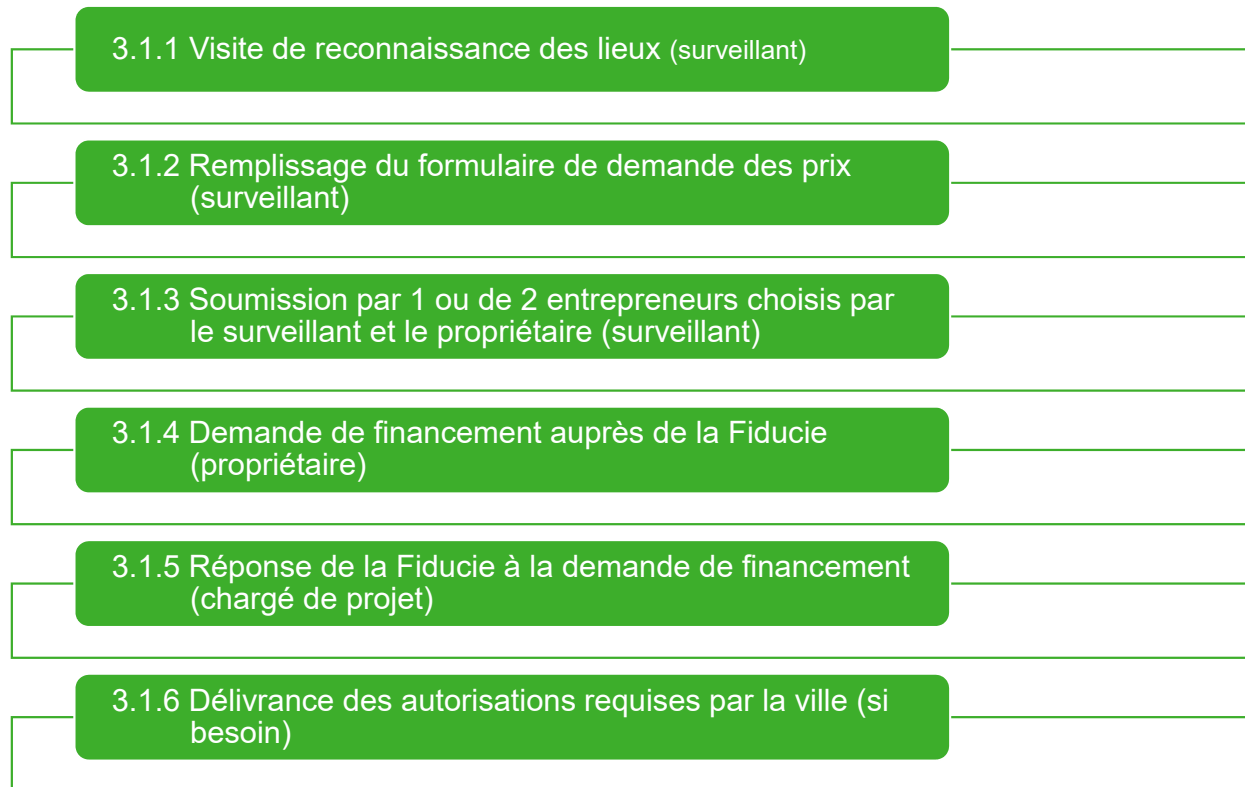 3.1.1 Visite de reconnaissance des lieux (surveillant)
3.1.2 Remplissage du formulaire de demande des prix
(surveillant)
3.1.3 Soumission par 1 ou de 2 entrepreneurs choisis par
le surveillant et le propriétaire (surveillant)
3.1.4 Demande de financement auprès de la Fiducie
(propriétaire)
3.1.5 Réponse de la Fiducie à la demande de financement
(chargé de projet)
3.1.6 Délivrance des autorisations requises par la ville (si
besoin)